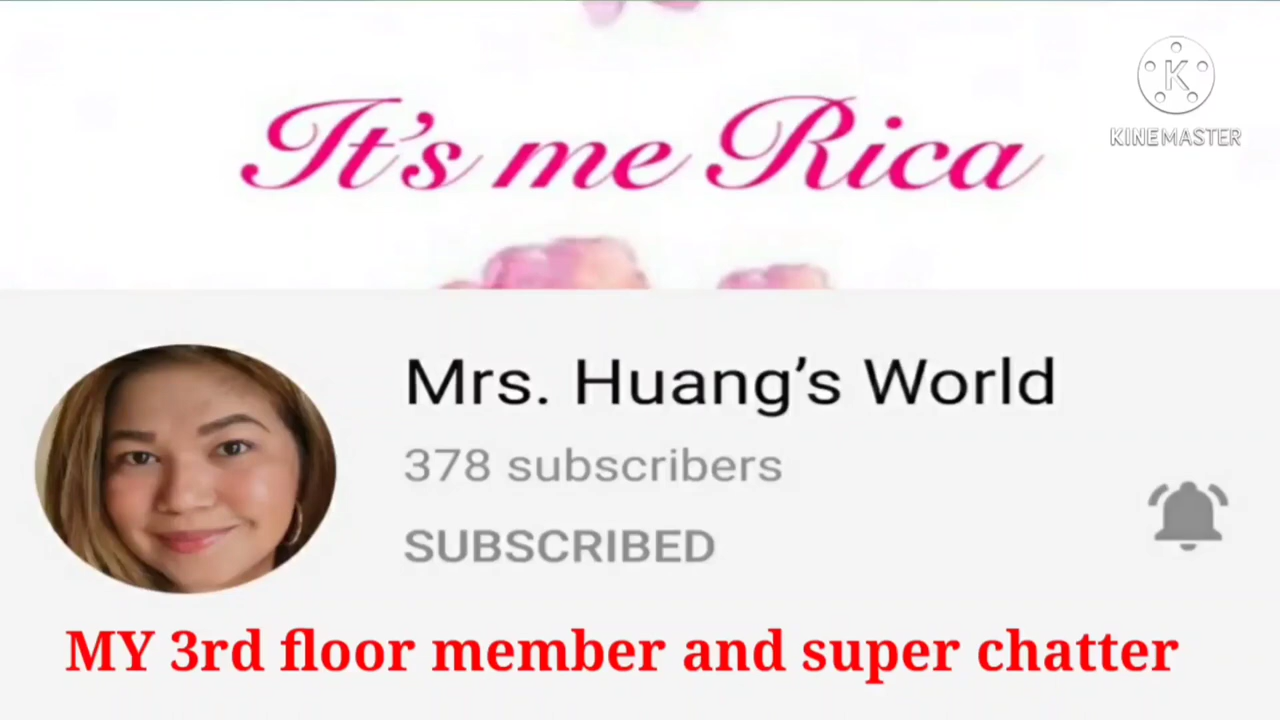 It's me Rica
KINEMASTER
Mrs. Huang’s World
378 subscribers
SUBSCRIBED
MY 3rd floor member and super chatter